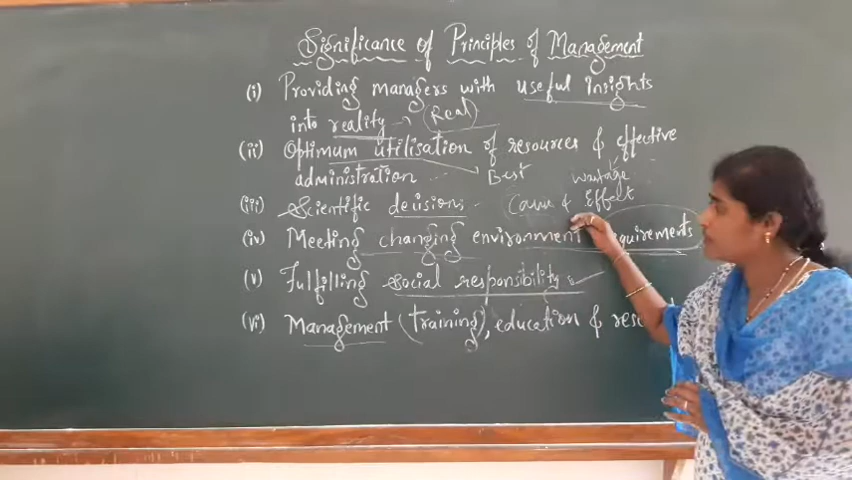 Significance of Principles of Management
(i) Providing managers with useful insights
into reality → (Real)
(ii) Optimum utilisation of resources & effective
administration Best wastage
(iii) Scientific decisions - Cause & Effect
(iv) Meeting changing environment requirements
(v) Fulfilling social responsibility
(vi) Management (training), education &